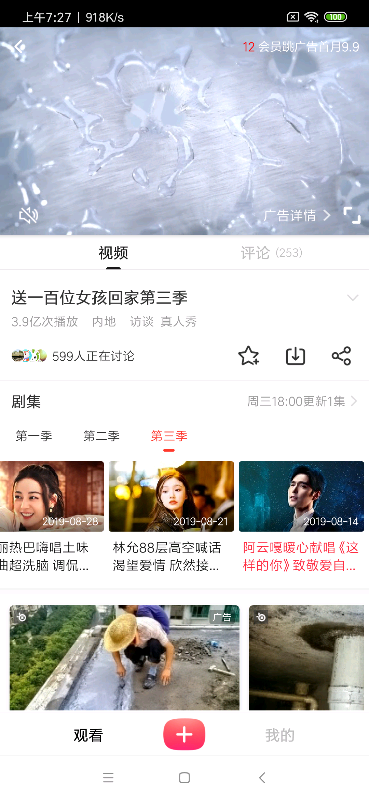 上午7:27 | 918K/s
100
12 会员跳广告首月9.9
广告详情
视频
评论 (253)
送一百位女孩回家第三季
3.9亿次播放 内地 访谈 真人秀
599人正在讨论
剧集
周三18:00更新1集
第一季 第二季 第三季
2019-08-28
2019-08-21
2019-08-14
丽热巴嗨唱土味
曲超洗脑 调侃...
林允88层高空喊话
渴望爱情 欣然接...
阿云嘎暖心献唱《这
样的你》致敬爱自...
广告
观看
我的